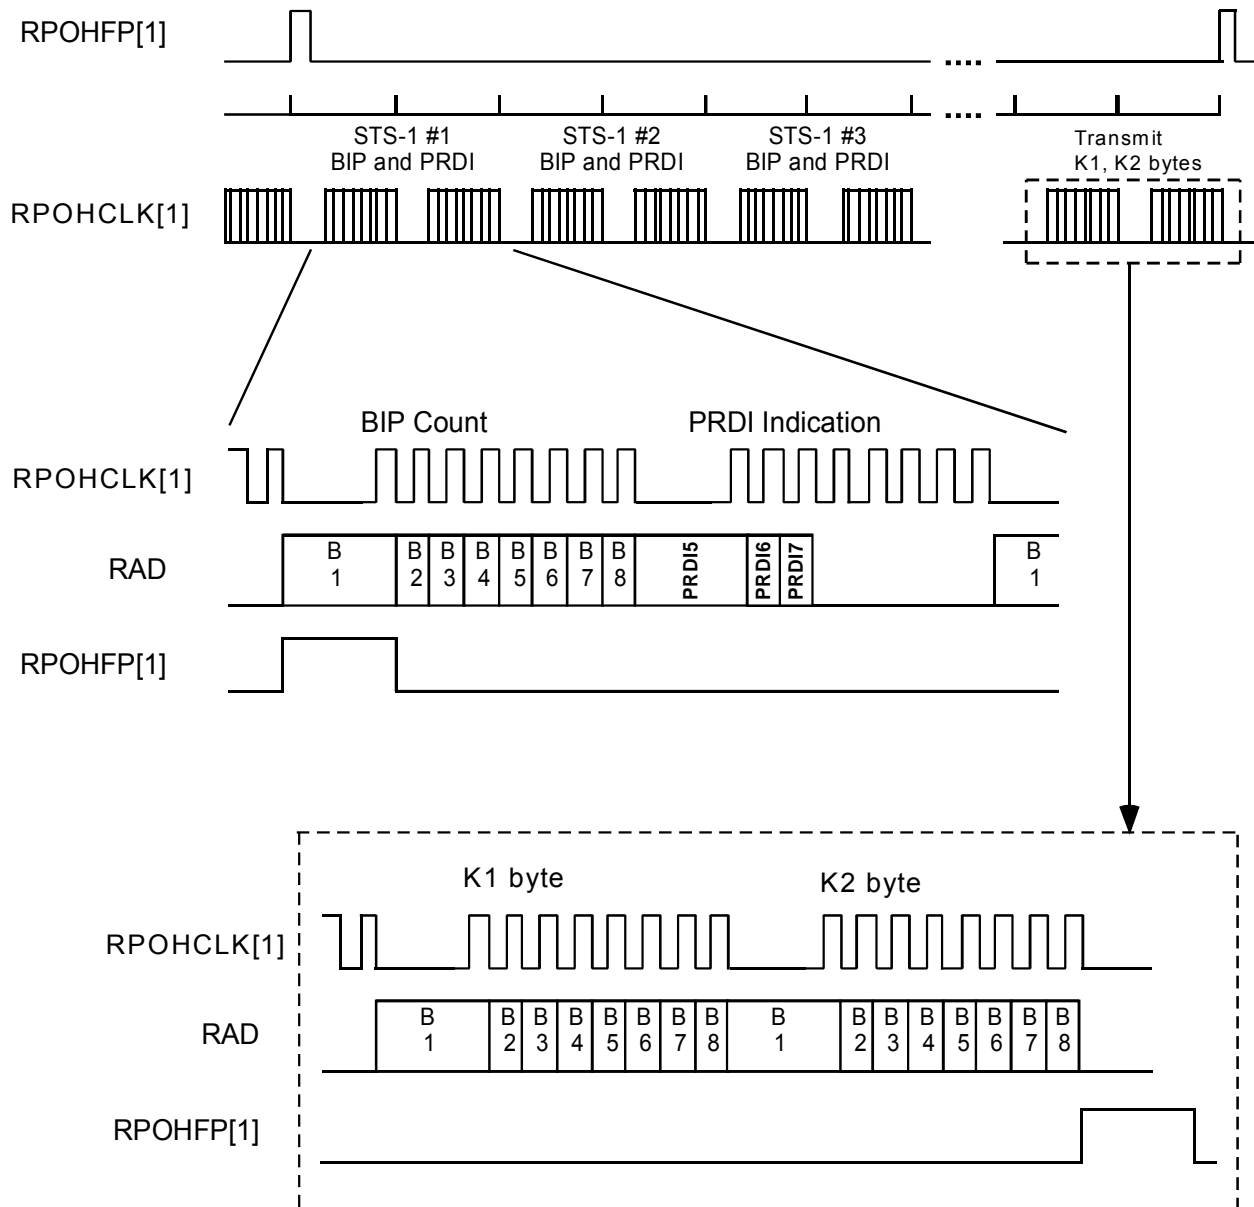 RPOHFP[1]
....
....
STS-1 #1
BIP and PRDI
STS-1 #2
BIP and PRDI
STS-1 #3
BIP and PRDI
Transmit
K1, K2 bytes
RPOHCLK[1]
BIP Count
PRDI Indication
RPOHCLK[1]
RAD
B 1
B 2
B 3
B 4
B 5
B 6
B 7
B 8
PRDI5
PRDI6
PRDI7
B 1
RPOHFP[1]
K1 byte
K2 byte
RPOHCLK[1]
RAD
B 1
B 2
B 3
B 4
B 5
B 6
B 7
B 8
B 1
B 2
B 3
B 4
B 5
B 6
B 7
B 8
RPOHFP[1]